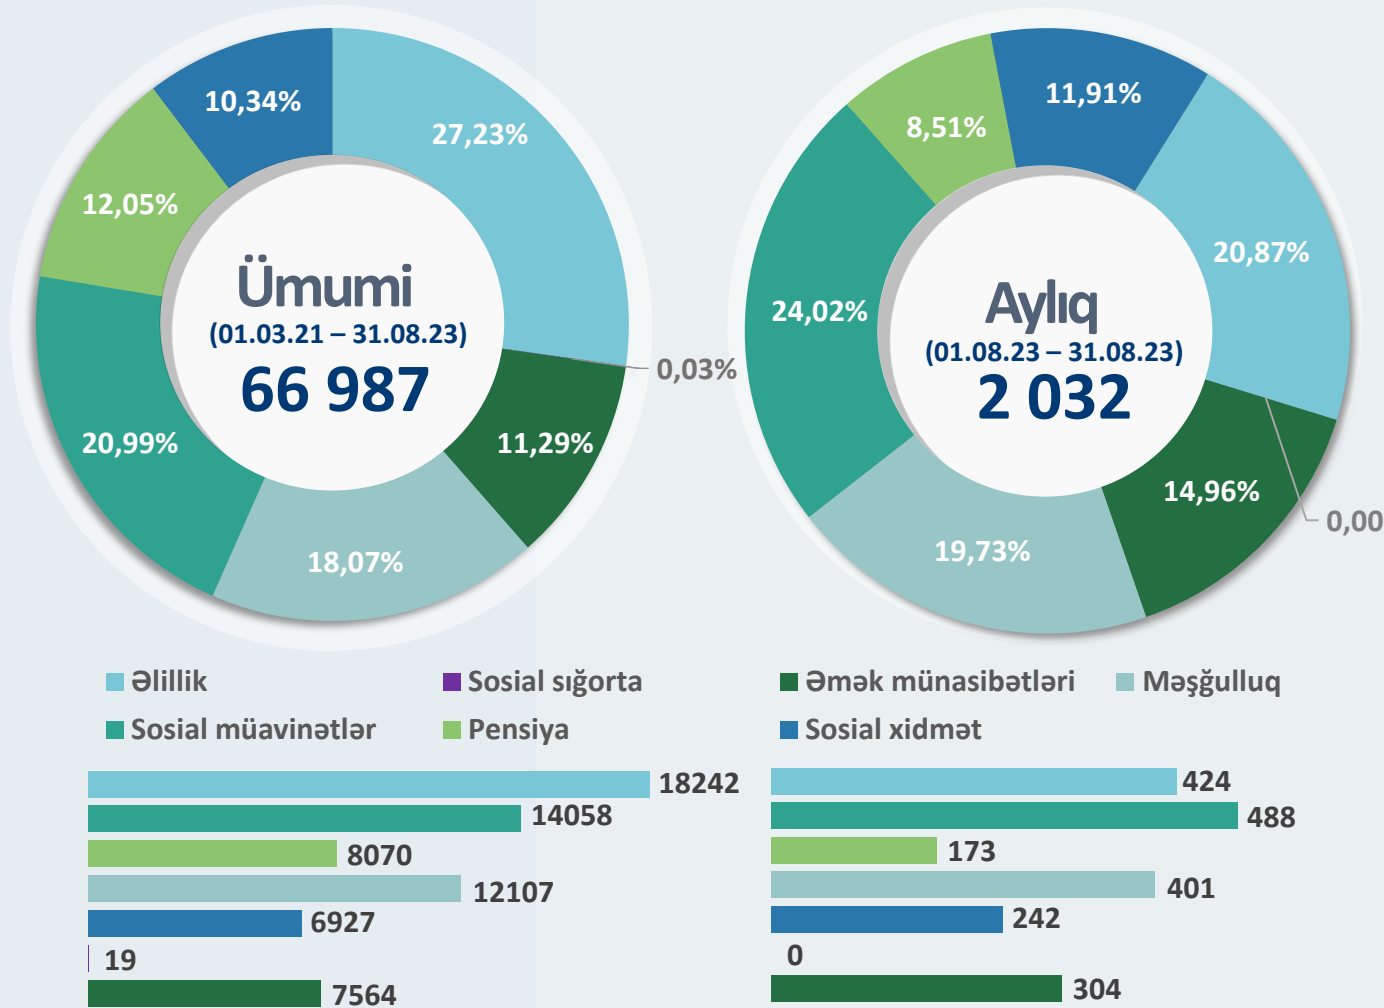 10,34%
27,23%
12,05%
Ümumi
(01.03.21 – 31.08.23)
66 987
0,03%
20,99%
11,29%
18,07%
11,91%
8,51%
20,87%
24,02%
Aylıq
(01.08.23 – 31.08.23)
2 032
14,96%
0,00
19,73%
Əlillik
Sosial sığorta
Əmək münasibətləri
Məşğulluq
Sosial müavinətlər
Pensiya
Sosial xidmət
18242
14058
8070
12107
6927
19
7564
424
488
173
401
242
0
304